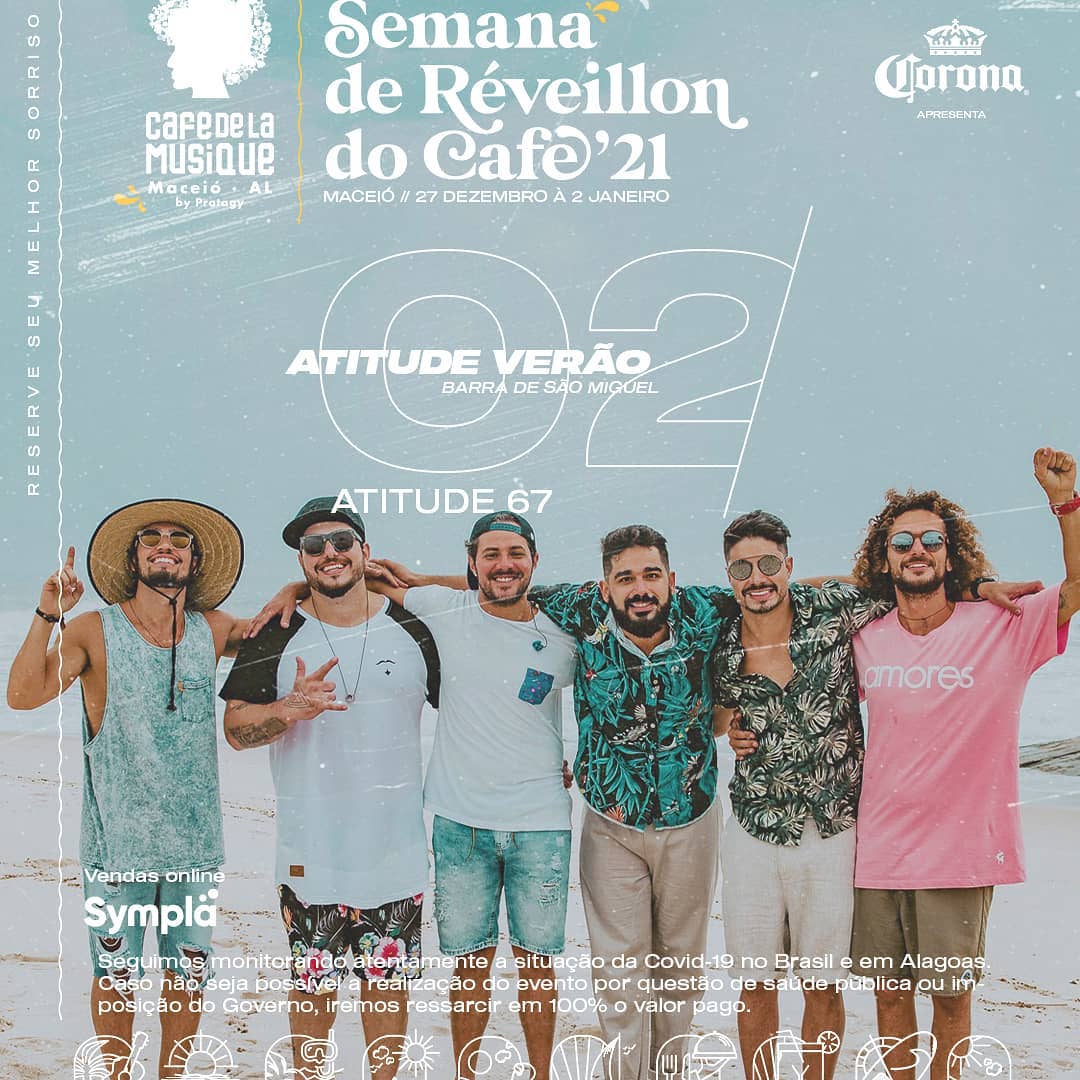 RESERVE SEU MELHOR SORRISO
CAFE DE LA
MUSIQUE
Maceió · AL
by Pratagy
Semana
de Réveillon
do Café'21
MACEIÓ // 27 DEZEMBRO À 2 JANEIRO
Corona
APRESENTA
02
ATITUDE VERÃO
BARRA DE SÃO MIGUEL
ATITUDE 67
amores
Vendas online
Sympla
Seguimos monitorando atentamente a situação da Covid-19 no Brasil e em Alagoas.
Caso não seja possível a realização do evento por questão de saúde pública ou im-
posição do Governo, iremos ressarcir em 100% o valor pago.